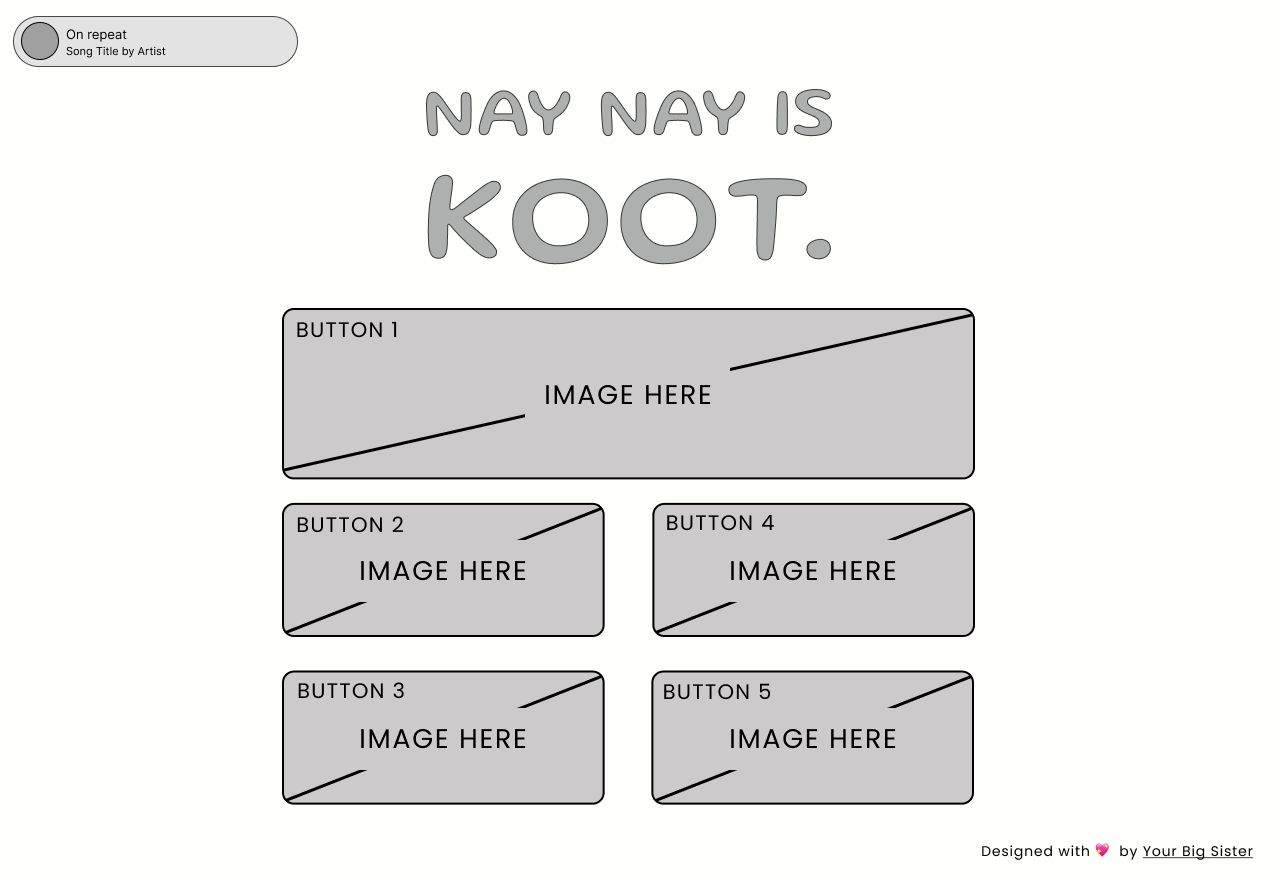 On repeat
Song Title by Artist
NAY NAY IS
KOOT.
BUTTON 1
IMAGE HERE
BUTTON 2
IMAGE HERE
BUTTON 4
IMAGE HERE
BUTTON 3
IMAGE HERE
BUTTON 5
IMAGE HERE
Designed with 💖 by Your Big Sister